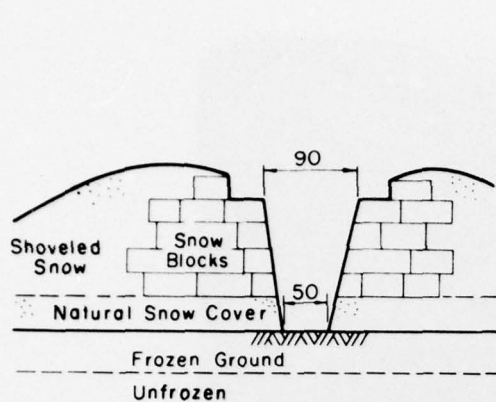 90
Shoveled
Snow
Snow
Blocks
50
Natural Snow Cover
Frozen Ground
Unfrozen